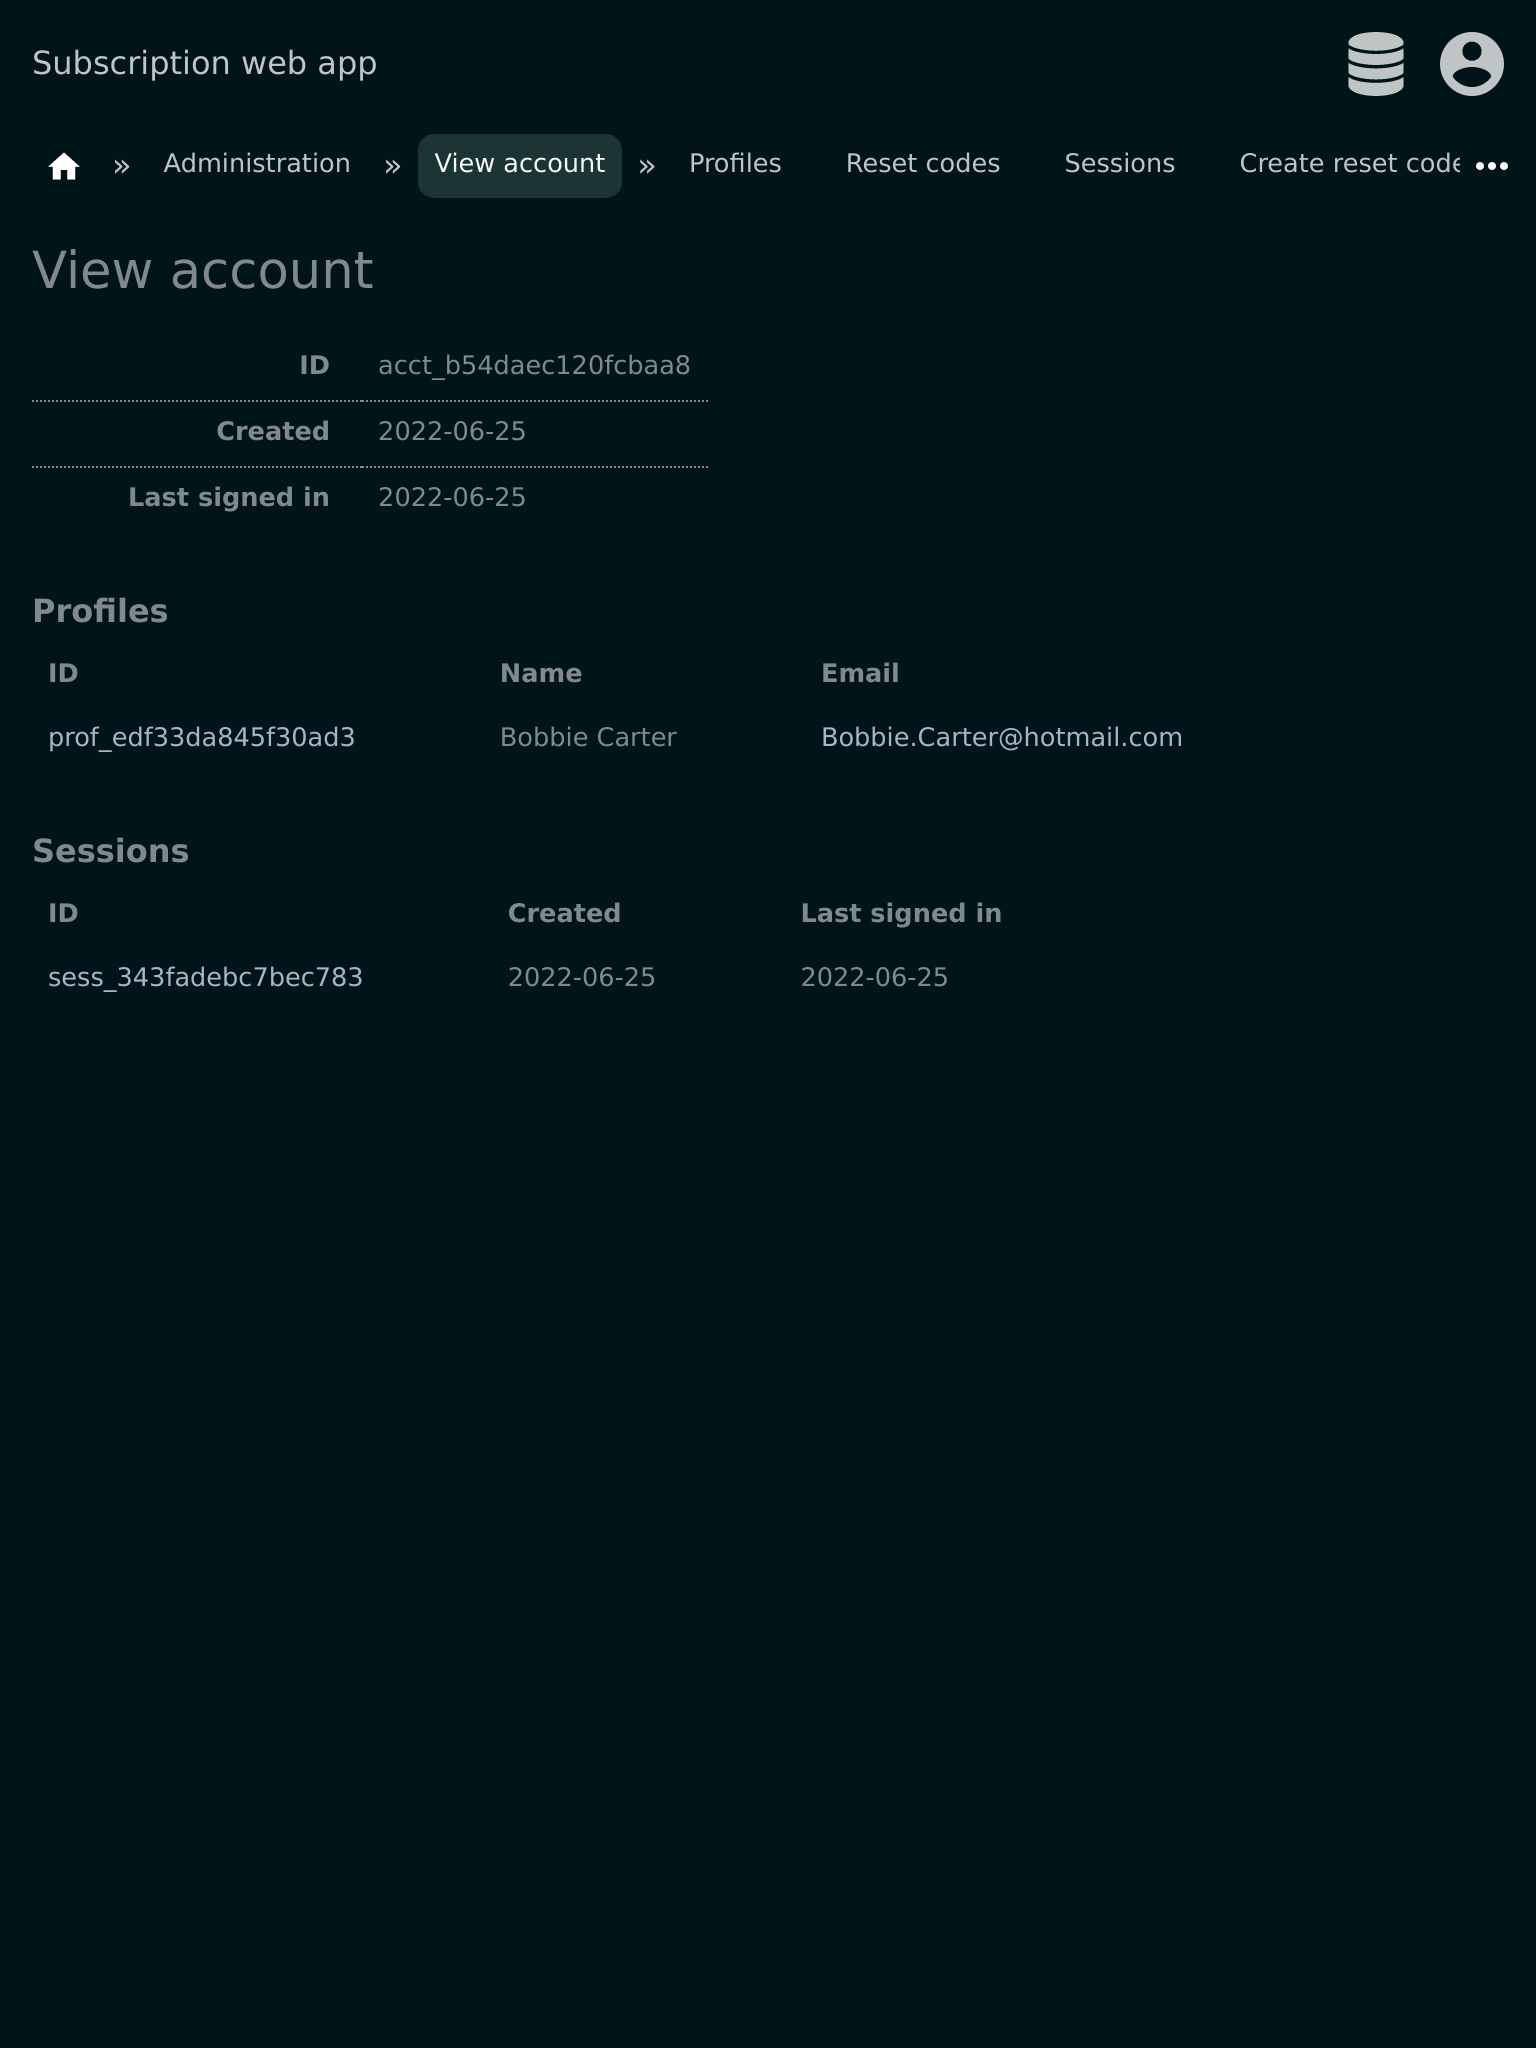 Subscription web app
» Administration » View account » Profiles Reset codes Sessions Create reset code
View account
ID acct_b54daec120fcbaa8
Created 2022-06-25
Last signed in 2022-06-25
Profiles
ID Name Email
prof_edf33da845f30ad3 Bobbie Carter Bobbie.Carter@hotmail.com
Sessions
ID Created Last signed in
sess_343fadebc7bec783 2022-06-25 2022-06-25